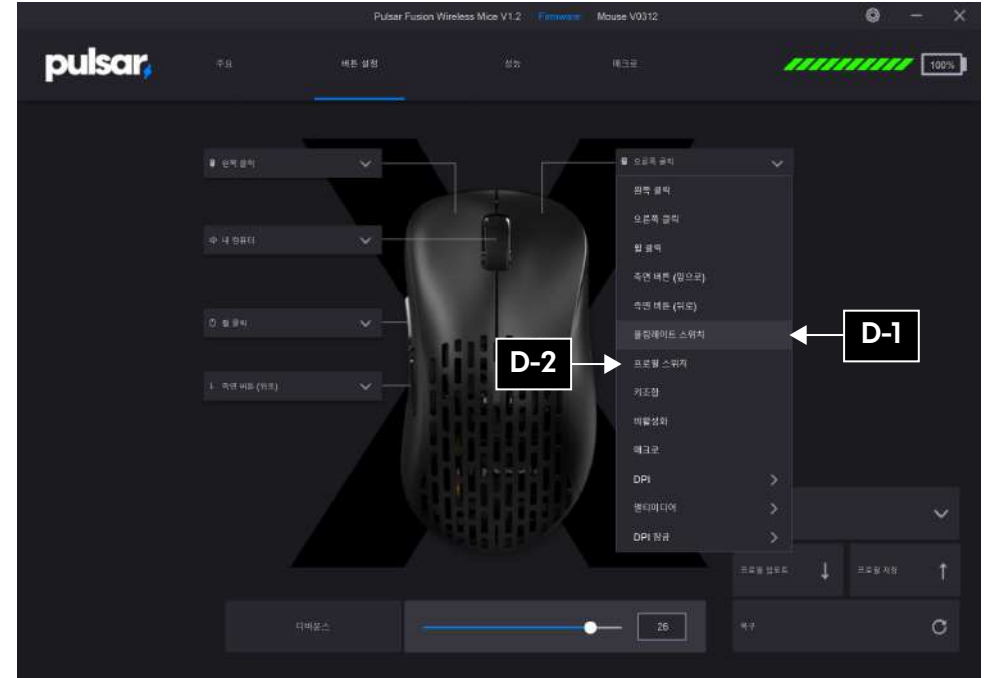 Pulsar Fusion Wireless Mice V1.2 Firmware Mouse V0312
pulsar
주요 버튼 설정 성능 매크로 100%
왼쪽 클릭
오른쪽 클릭
왼쪽 클릭
오른쪽 클릭
휠 클릭
내 컴퓨터
측면 버튼 (앞으로)
측면 버튼 (뒤로)
휠 클릭
폴링레이트 스위치
D-1
D-2
프로필 스위치
측면 버튼 (뒤로)
키조합
비활성화
매크로
DPI
멀티미디어
DPI 잠금
프로필 업로드
프로필 저장
디바운스
26
복구